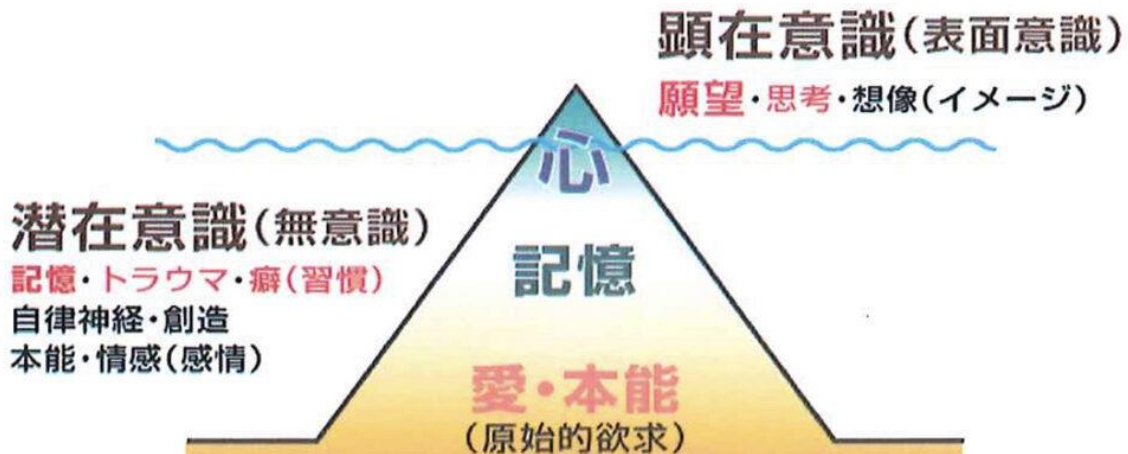 顕在意識(表面意識)
願望・思考・想像(イメージ)
心
潜在意識(無意識)
記憶・トラウマ・癖(習慣)
自律神経・創造
本能・情感(感情)
記憶
愛・本能
(原始的欲求)